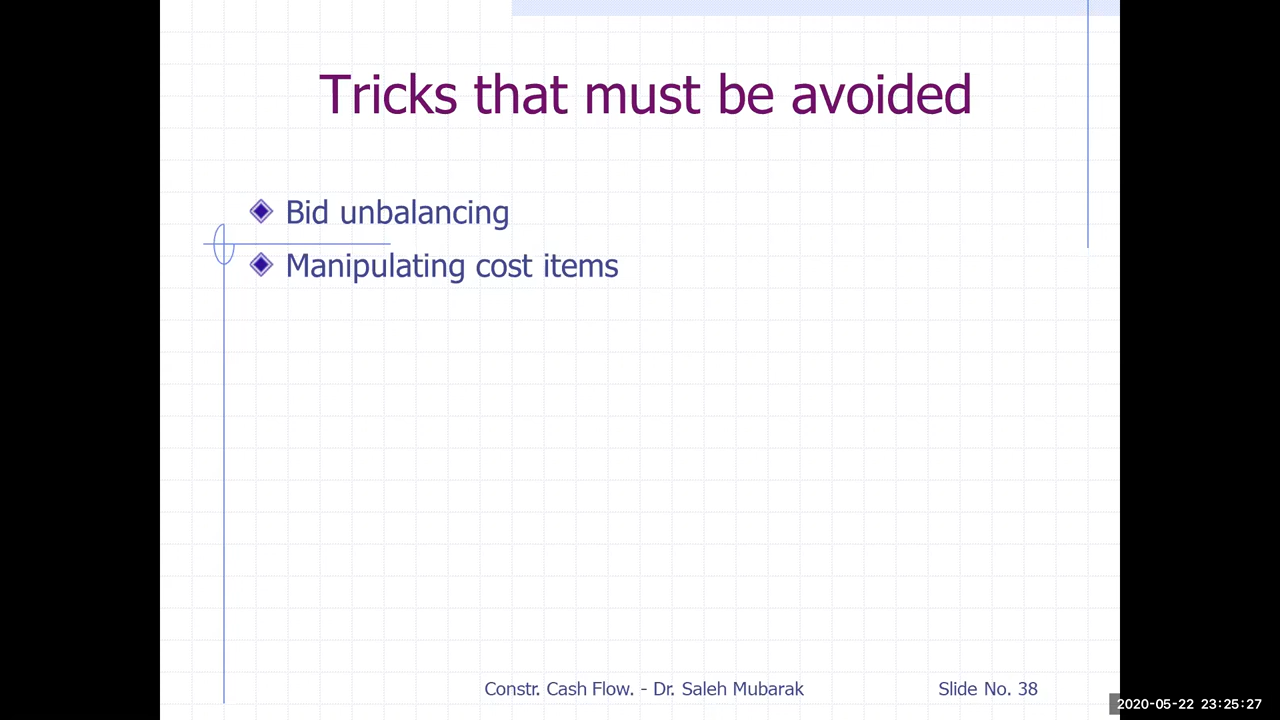 Tricks that must be avoided
Bid unbalancing
Manipulating cost items
Constr. Cash Flow. - Dr. Saleh Mubarak
Slide No. 38
2020-05-22 23:25:27